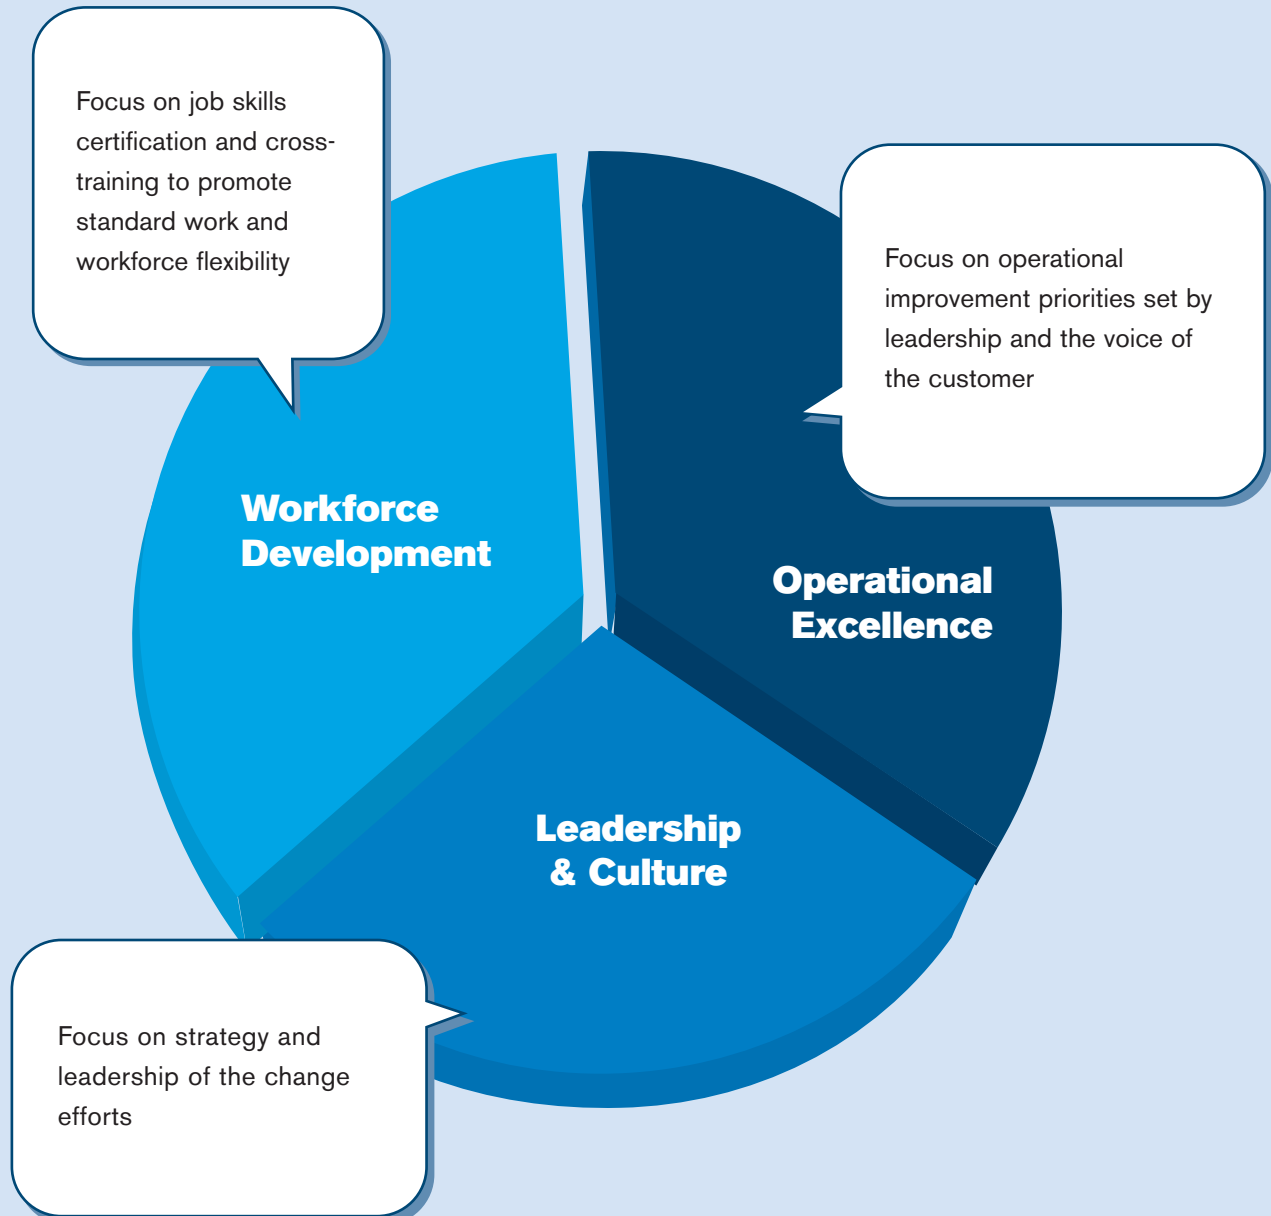 Focus on job skills
certification and cross-
training to promote
standard work and
workforce flexibility
Focus on operational
improvement priorities set by
leadership and the voice of
the customer
Workforce
Development
Operational
Excellence
Leadership
& Culture
Focus on strategy and
leadership of the change
efforts